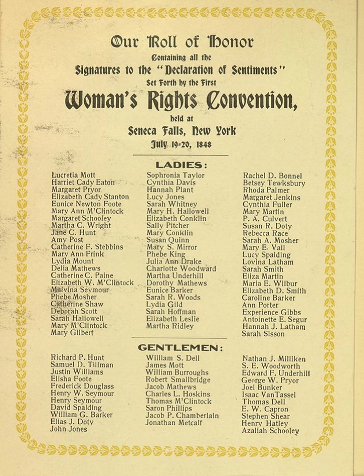 Our Roll of Honor
Containing all the
Signatures to the "Declaration of Sentiments"
Set Forth by the First
Woman's Rights Convention,
held at
Seneca Falls, New York
July 19-20, 1848
LADIES:
Lucretia Mott
Harriet Cady Eaton
Margaret Pryor
Elizabeth Cady Stanton
Eunice Newton Foote
Mary Ann M'Clintock
Margaret Schooley
Martha C. Wright
Jane C. Hunt
Amy Post
Catherine F. Stebbins
Mary Ann Frink
Lydia Mount
Delia Mathews
Catherine C. Paine
Elizabeth W. M'Clintock
Malvina Seymour
Phebe Mosher
Catherine Shaw
Deborah Scott
Sarah Hallowell
Mary M'Clintock
Mary Gilbert
Sophronia Taylor
Cynthia Davis
Hannah Plant
Lucy Jones
Sarah Whitney
Mary H. Hallowell
Elizabeth Conklin
Sally Pitcher
Mary Conklin
Susan Quinn
Mary S. Mirror
Phebe King
Julia Ann Drake
Charlotte Woodward
Martha Underhill
Dorothy Mathews
Eunice Barker
Sarah R. Woods
Lydia Gild
Sarah Hoffman
Elizabeth Leslie
Martha Ridley
Rachel D. Bonnel
Betsey Tewksbury
Rhoda Palmer
Margaret Jenkins
Cynthia Fuller
Mary Martin
P. A. Culvert
Susan R. Doty
Rebecca Race
Sarah A. Mosher
Mary E. Vail
Lucy Spalding
Lovina Latham
Sarah Smith
Eliza Martin
Maria E. Wilbur
Elizabeth D. Smith
Caroline Barker
Ann Porter
Experience Gibbs
Antoinette E. Segur
Hannah J. Latham
Sarah Sisson
GENTLEMEN:
Richard P. Hunt
Samuel D. Tillman
Justin Williams
Elisha Foote
Frederick Douglass
Henry W. Seymour
Henry Seymour
David Spalding
William G. Barker
Elias J. Doty
John Jones
William S. Dell
James Mott
William Burroughs
Robert Smallbridge
Jacob Mathews
Charles L. Hoskins
Thomas M'Clintock
Saron Phillips
Jacob P. Chamberlain
Jonathan Metcalf
Nathan J. Milliken
S. E. Woodworth
Edward F. Underhill
George W. Pryor
Joel Bunker
Isaac VanTassel
Thomas Dell
E. W. Capron
Stephen Shear
Henry Hatley
Azaliah Schooley